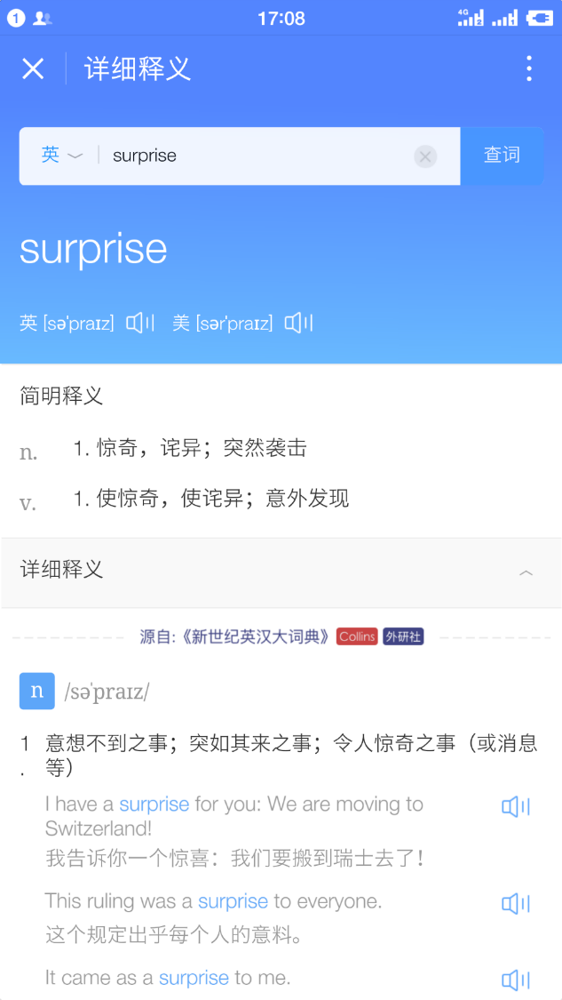 1
17:08
4G
2
详细释义
英
surprise
查词
surprise
英 [sə'praɪz]
美 [sər'praɪz]
简明释义
n.
1. 惊奇，诧异；突然袭击
v.
1. 使惊奇，使诧异；意外发现
详细释义
源自:《新世纪英汉大词典》 Collins 外研社
n /səˈpraɪz/
1. 意想不到之事；突如其来之事；令人惊奇之事（或消息
等）
I have a surprise for you: We are moving to
Switzerland!
我告诉你一个惊喜：我们要搬到瑞士去了！
This ruling was a surprise to everyone.
这个规定出乎每个人的意料。
It came as a surprise to me.